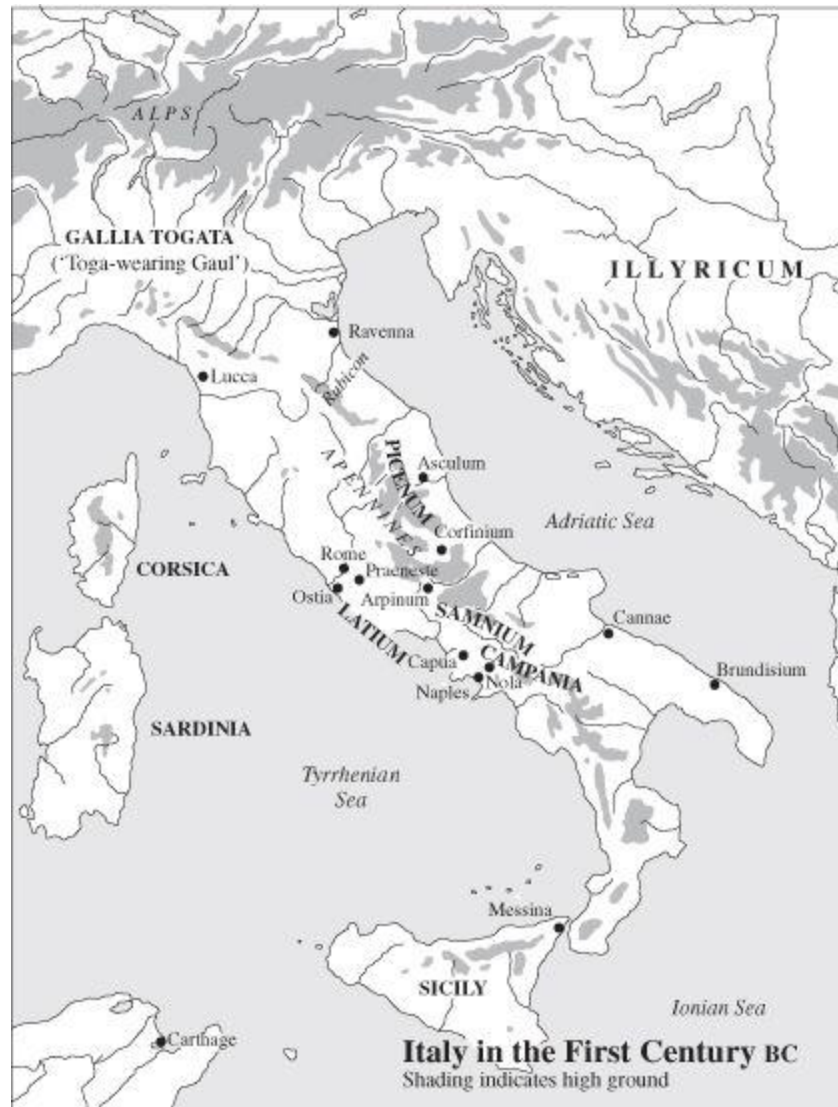 ALPS
GALLIA TOGATA
(‘Toga-wearing Gaul’)
ILLYRICUM
Ravenna
Rubicon
Lucca
APENNINES
PICENUM
Asculum
Adriatic Sea
Corfinium
CORSICA
Rome
Praeneste
Ostia
Arpinum
LATIUM
SAMNIUM
Cannae
Capua
CAMPANIA
Naples
Nola
Brundisium
SARDINIA
Tyrrhenian
Sea
Messina
SICILY
Ionian Sea
Carthage
Italy in the First Century BC
Shading indicates high ground